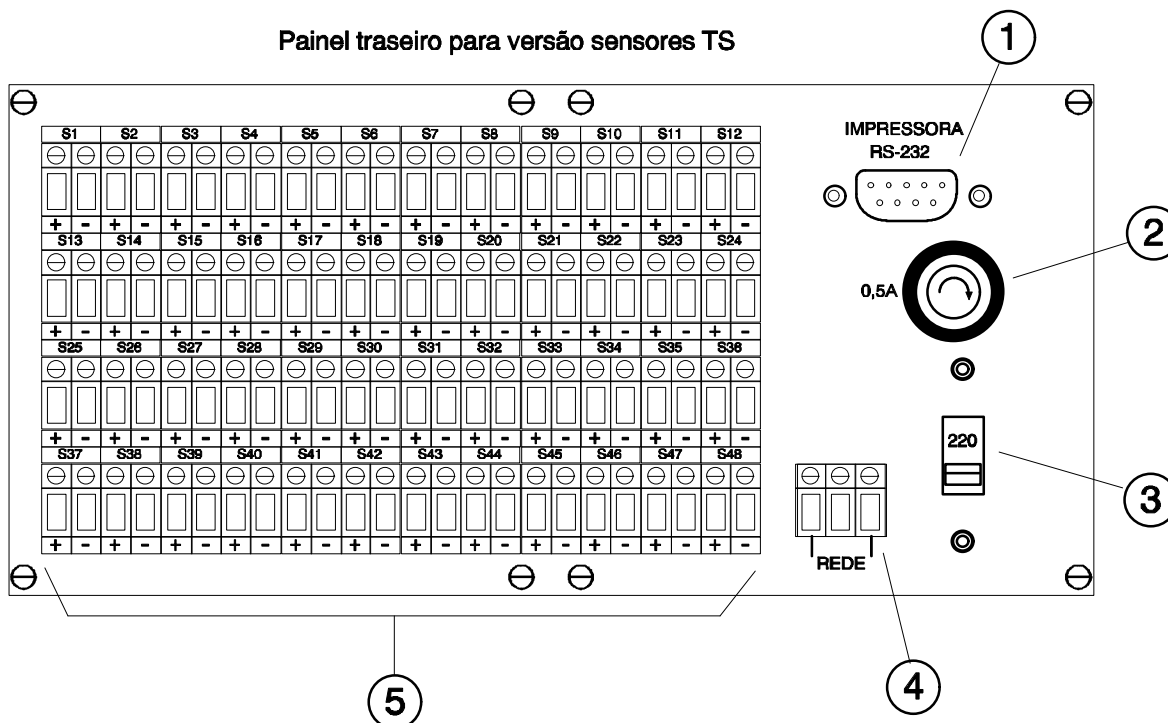 Painel traseiro para versão sensores TS
1
S1 S2 S3 S4 S5 S6 S7 S8 S9 S10 S11 S12
+ - + - + - + - + - + - + - + - + - + - + - + -
S13 S14 S15 S16 S17 S18 S19 S20 S21 S22 S23 S24
+ - + - + - + - + - + - + - + - + - + - + - + -
S25 S26 S27 S28 S29 S30 S31 S32 S33 S34 S35 S36
+ - + - + - + - + - + - + - + - + - + - + - + -
S37 S38 S39 S40 S41 S42 S43 S44 S45 S46 S47 S48
+ - + - + - + - + - + - + - + - + - + - + - + -
IMPRESSORA
RS-232
2
0,5A
220
3
REDE
4
5